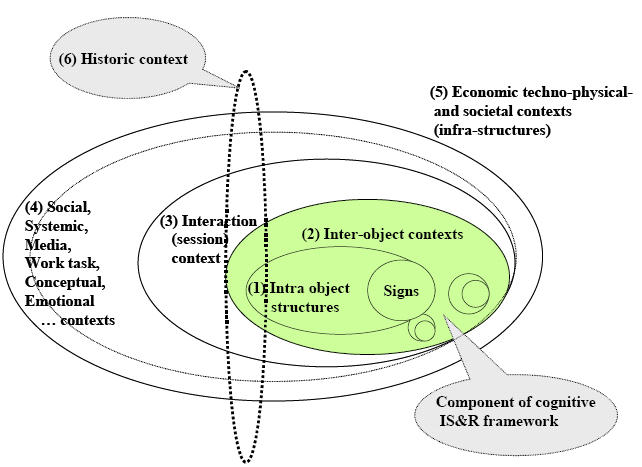 (6) Historic context
(5) Economic techno-physical-
and societal contexts
(infra-structures)
(4) Social,
Systemic,
Media,
Work task,
Conceptual,
Emotional
… contexts
(3) Interaction
(session)
context
(2) Inter-object contexts
(1) Intra object
structures
Signs
Component of cognitive
IS&R framework